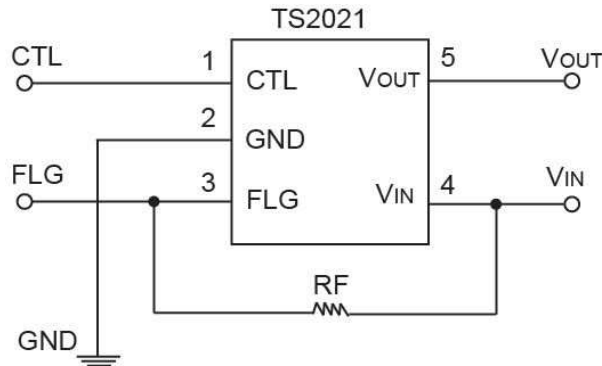 TS2021
CTL 1 CTL VOUT 5 VOUT
2 GND
FLG 3 FLG VIN 4 VIN
RF
GND